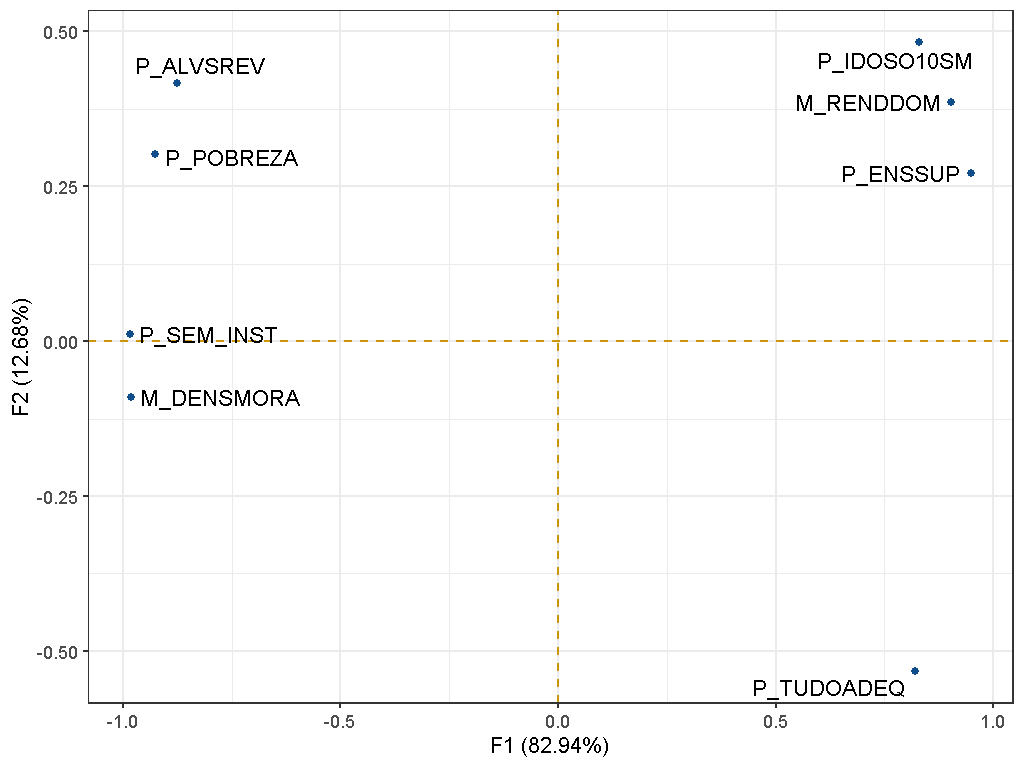 0.50
0.25
0.00
-0.25
-0.50
F2 (12.68%)
P_IDOSO10SM
P_ALVSREV
M_RENDDOM
P_POBREZA
P_ENSSUP
P_SEM_INST
M_DENSMORA
P_TUDOADEQ
-1.0 -0.5 0.0 0.5 1.0
F1 (82.94%)